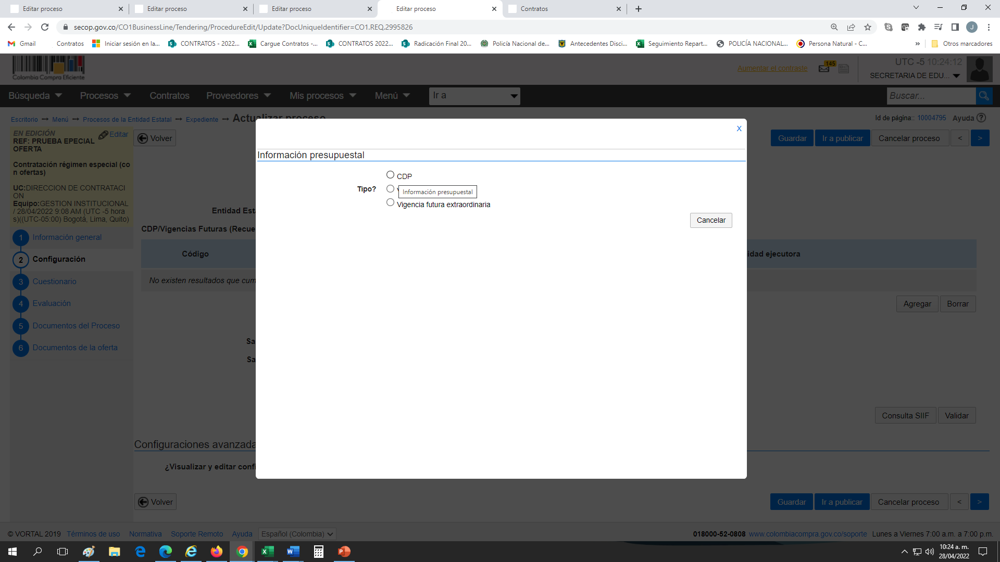 Editar proceso
Editar proceso
Editar proceso
Editar proceso
Contratos
secop.gov.co/CO1BusinessLine/Tendering/ProcedureEdit/Update?DocUniqueIdentifier=CO1.REQ.2995826
J
Gmail
Contratos
Iniciar sesión en la...
CONTRATOS - 2022...
Cargue Contratos -...
CONTRATOS 2022...
Radicación Final 20...
Policía Nacional de...
Antecedentes Disci...
Seguimiento Repart...
POLICÍA NACIONAL...
Persona Natural - C...
»
Otros marcadores
Colombia Compra Eficiente
Aumentar el contraste
145
UTC -5 10:24:12
SECRETARIA DE EDU...
Búsqueda
Procesos
Contratos
Proveedores
Mis procesos
Menú
Ir a
Buscar...
Escritorio → Menú → Procesos de la Entidad Estatal → Expediente → Actualizar proceso
Id de página:: 10004795 Ayuda ?
EN EDICIÓN
Editar
REF: PRUEBA EPECIAL
OFERTA
Contratación régimen especial (co
n ofertas)
UC:DIRECCION DE CONTRATACI
ON
Equipo:GESTION INSTITUCIONAL
/ 28/04/2022 9:08 AM (UTC -5 hora
s)((UTC-05:00) Bogotá, Lima, Quito)
Volver
Guardar
Ir a publicar
Cancelar proceso
<
>
1 Información general
2 Configuración
3 Cuestionario
4 Evaluación
5 Documentos del Proceso
6 Documentos de la oferta
X
Información presupuestal
CDP
Tipo?
Información presupuestal
Vigencia futura extraordinaria
Cancelar
Entidad Est
CDP/Vigencias Futuras (Recue
Código
idad ejecutora
No existen resultados que cum
Agregar
Borrar
Sa
Sa
Consulta SIIF
Validar
Configuraciones avanzada
¿Visualizar y editar confi
Volver
Guardar
Ir a publicar
Cancelar proceso
<
>
© VORTAL 2019 Términos de uso Normativa Soporte Remoto Ayuda Español (Colombia)
018000-52-0808 www.colombiacompra.gov.co/soporte Lunes a Viernes 7:00 a.m. a 7:00 p.m.
10:24 a. m.
28/04/2022